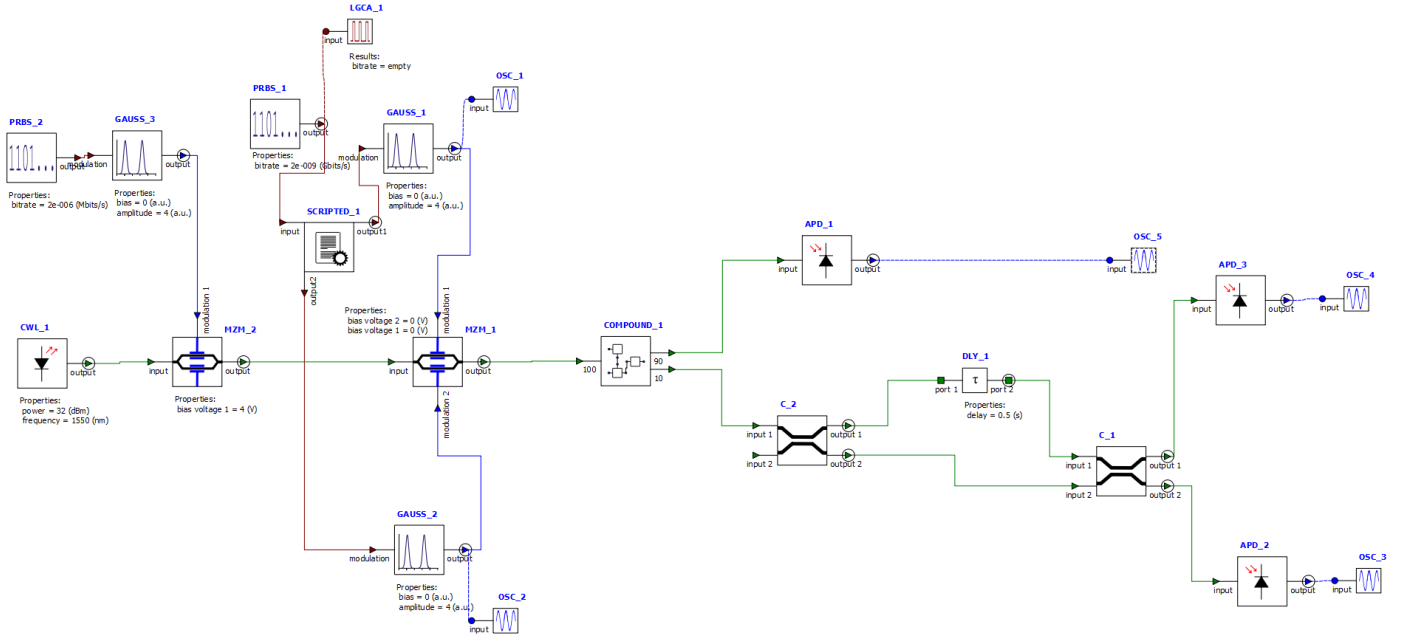 LGCA_1
input
Results:
bitrate = empty
OSC_1
input
PRBS_1
output
Properties:
bitrate = 2e-009 (Gbits/s)
GAUSS_1
modulation
output
Properties:
bias = 0 (a.u.)
amplitude = 4 (a.u.)
PRBS_2
output
Properties:
bitrate = 2e-006 (Mbits/s)
GAUSS_3
modulation
output
Properties:
bias = 0 (a.u.)
amplitude = 4 (a.u.)
SCRIPTED_1
input
output1
output2
APD_1
input
output
OSC_5
input
APD_3
input
output
OSC_4
input
CWL_1
output
Properties:
power = 32 (dBm)
frequency = 1550 (nm)
modulation 1
MZM_2
input
output
Properties:
bias voltage 1 = 4 (V)
Properties:
bias voltage 2 = 0 (V)
bias voltage 1 = 0 (V)
modulation 1
MZM_1
input
output
modulation 2
COMPOUND_1
100
90
10
DLY_1
port 1
τ
port 2
Properties:
delay = 0.5 (s)
C_2
input 1
output 1
input 2
output 2
C_1
input 1
output 1
input 2
output 2
GAUSS_2
modulation
output
Properties:
bias = 0 (a.u.)
amplitude = 4 (a.u.)
OSC_2
input
APD_2
input
output
OSC_3
input